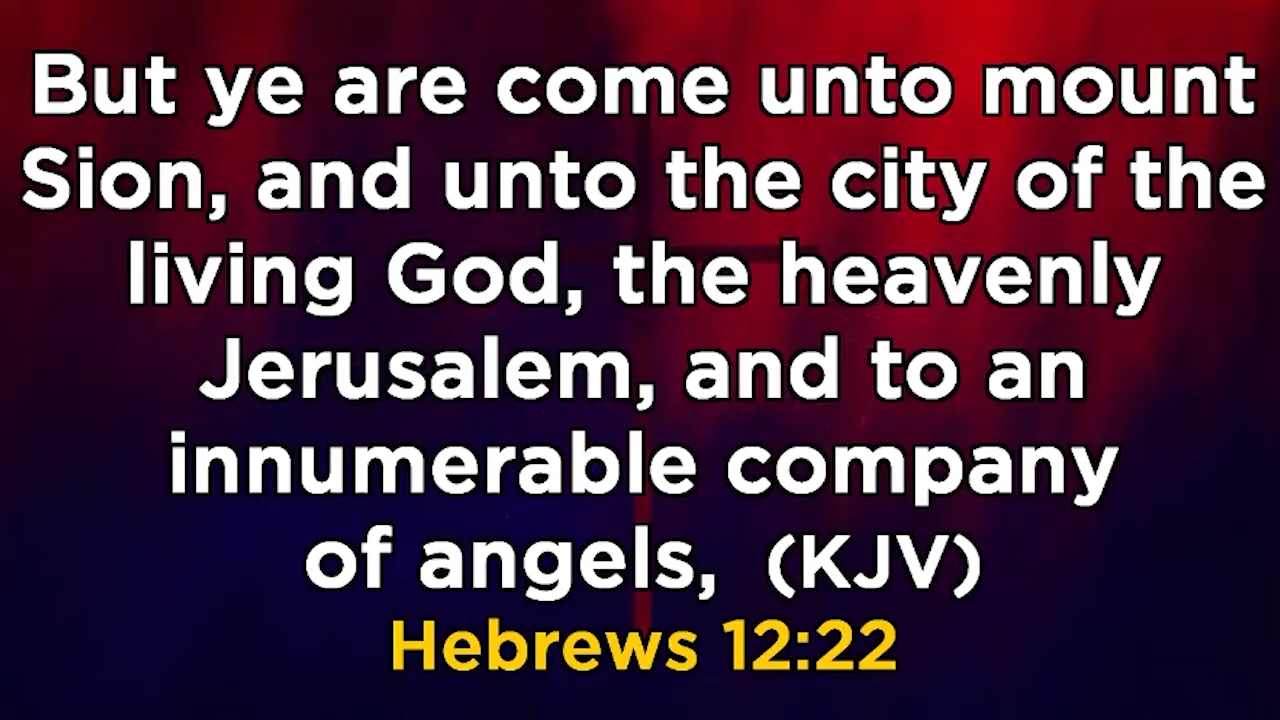 But ye are come unto mount
Sion, and unto the city of the
living God, the heavenly
Jerusalem, and to an
innumerable company
of angels,  (KJV)
Hebrews 12:22